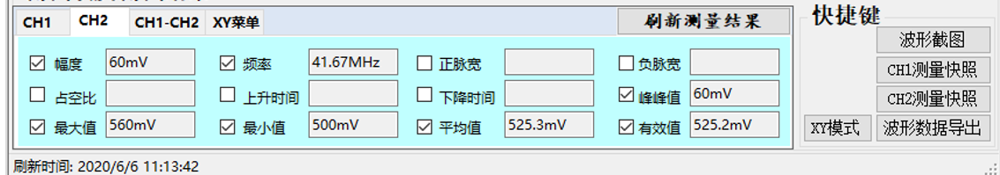 CH1 CH2 CH1-CH2 XY菜单 刷新测量结果 快捷键
波形截图
幅度 60mV 频率 41.67MHz 正脉宽 负脉宽
CH1测量快照
占空比 上升时间 下降时间 峰峰值 60mV
CH2测量快照
最大值 560mV 最小值 500mV 平均值 525.3mV 有效值 525.2mV
XY模式 波形数据导出
刷新时间: 2020/6/6 11:13:42